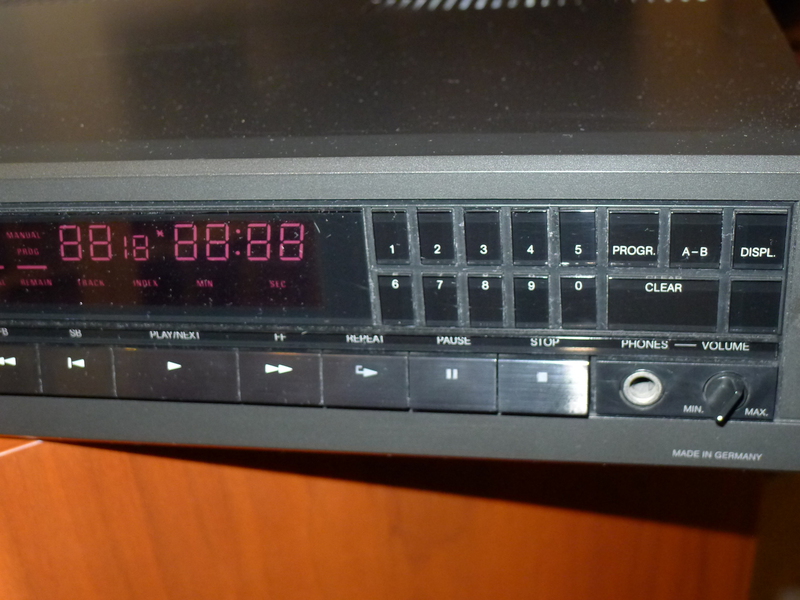 MANUAL
PROG
88 18 88:88
REMAIN TRACK INDEX MIN SEC
1 2 3 4 5 PROGR. A-B DISPL.
6 7 8 9 0 CLEAR
SB PLAY/NEXT FF REPEAT PAUSE STOP PHONES VOLUME
MIN. MAX.
MADE IN GERMANY